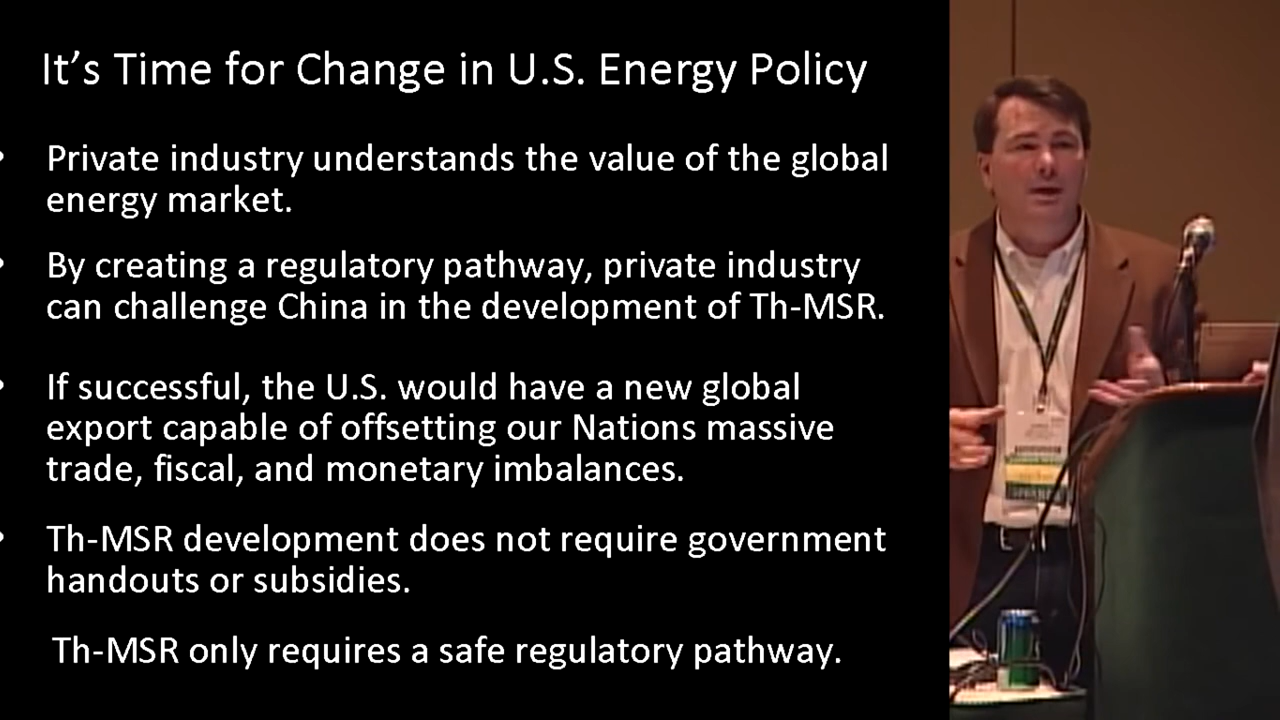 It's Time for Change in U.S. Energy Policy
• Private industry understands the value of the global
energy market.
• By creating a regulatory pathway, private industry
can challenge China in the development of Th-MSR.
• If successful, the U.S. would have a new global
export capable of offsetting our Nations massive
trade, fiscal, and monetary imbalances.
• Th-MSR development does not require government
handouts or subsidies.
Th-MSR only requires a safe regulatory pathway.